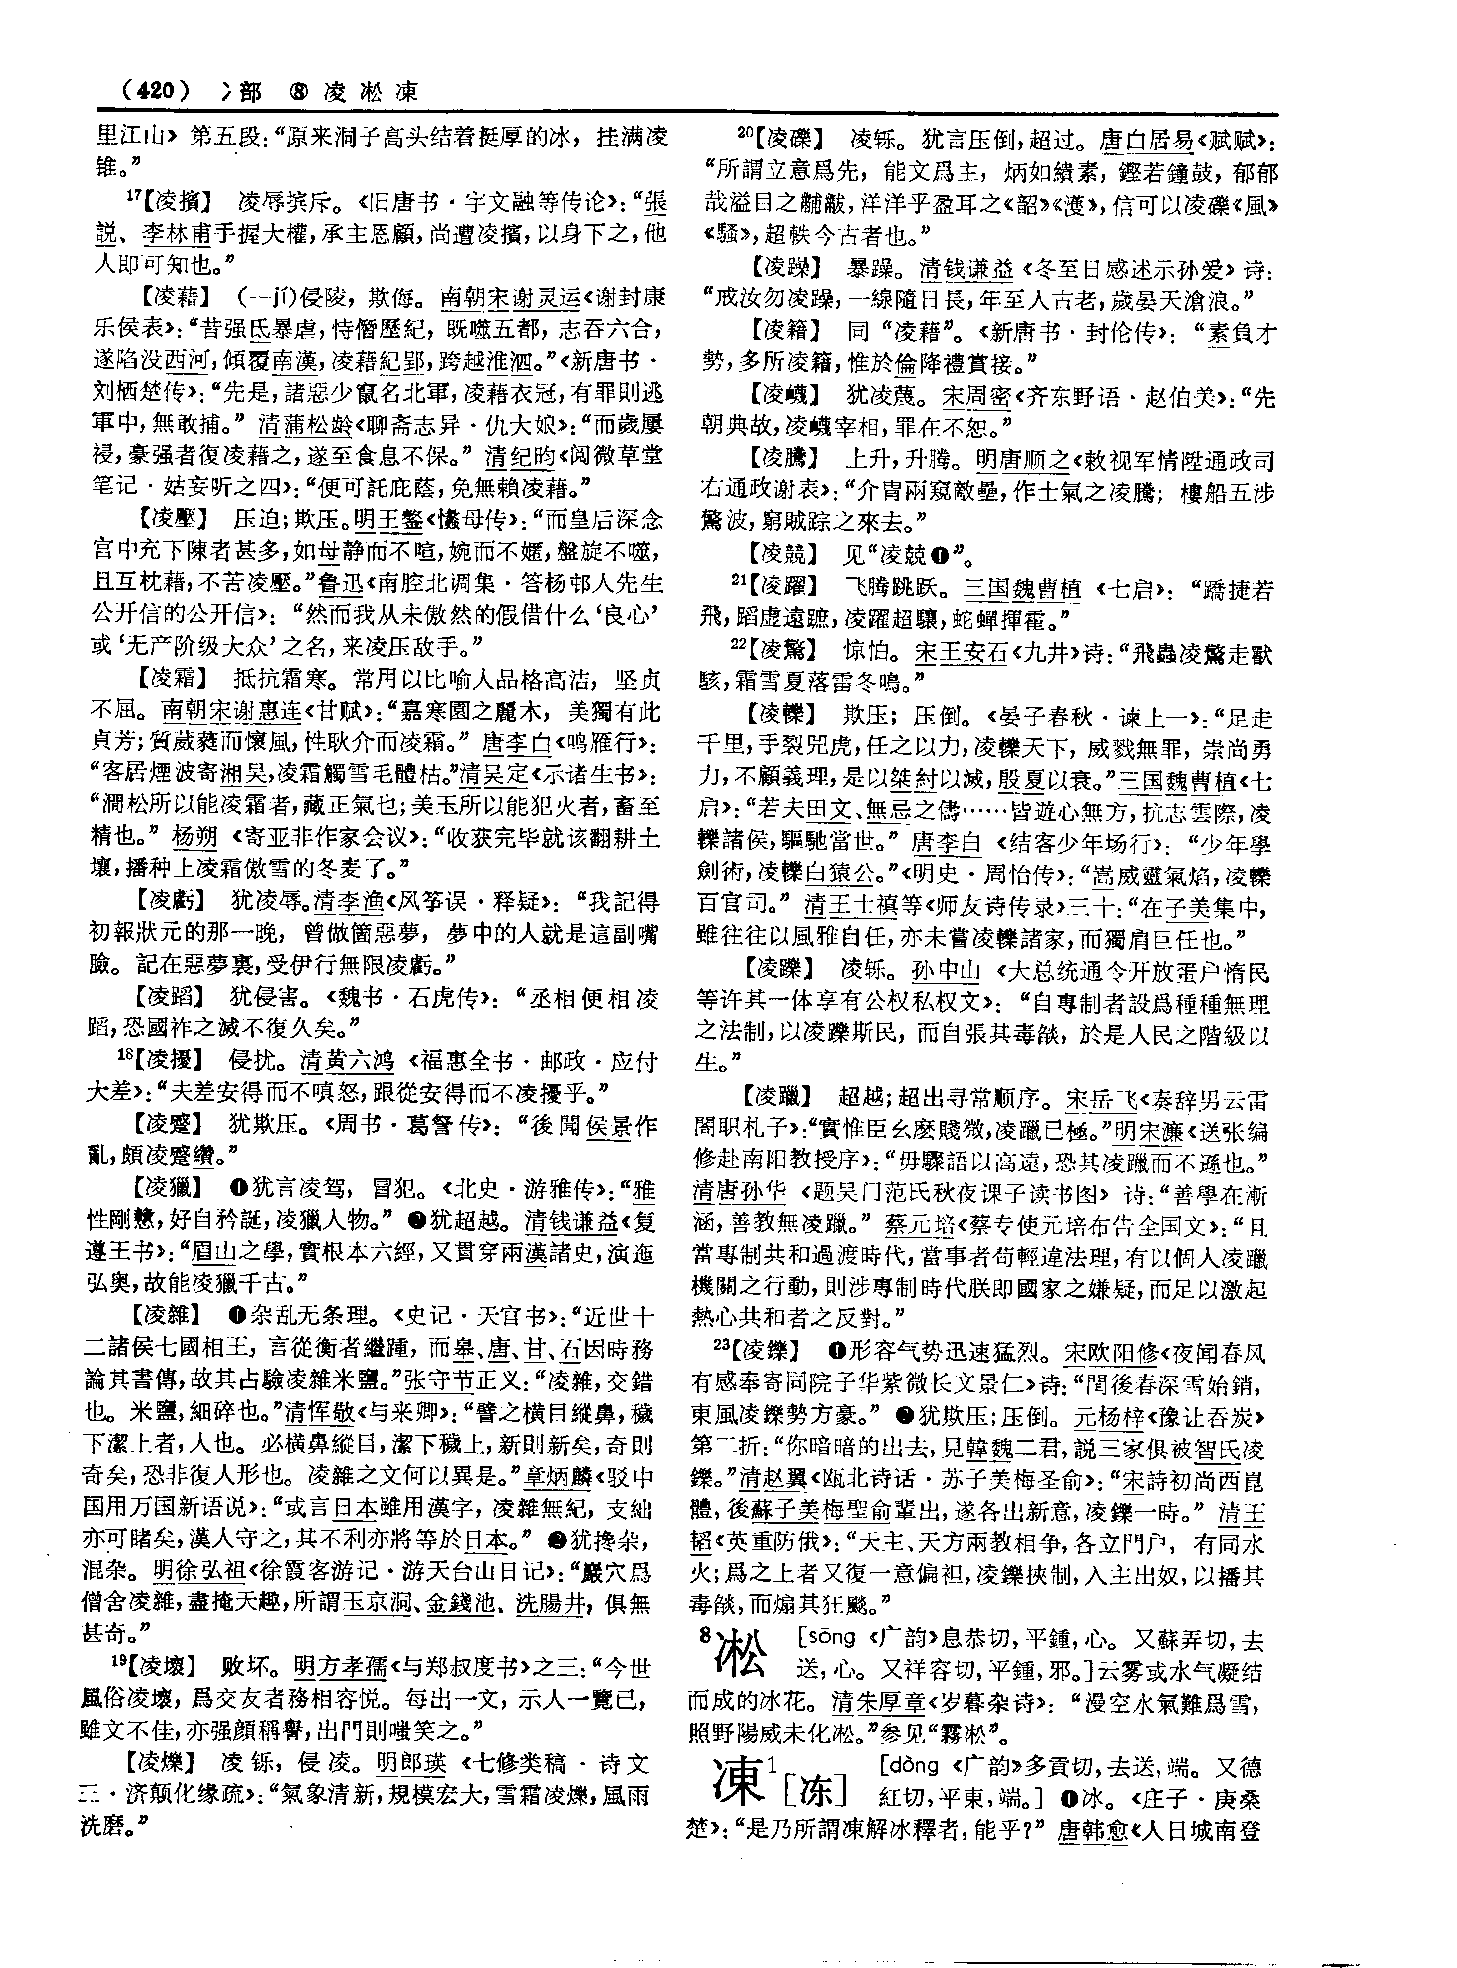 （420） 冫部 ⑧ 凌凇凍
里江山》第五段：“原来洞子高头结着挺厚的冰，挂满凌
锥。”
17【凌擯】 凌辱摈斥。《旧唐书·宇文融等传论》：“張
説、李林甫手握大權，承主恩顧，尚遭凌擯，以身下之，他
人即可知也。”
【凌藉】 （—jí）侵陵，欺侮。南朝宋谢灵运《谢封康
乐侯表》：“昔强氐暴虐，恃僭歷紀，既噬五都，志吞六合，
遂陷没西河，傾覆南漢，凌藉紀郢，跨越淮泗。”《新唐书·
刘栖楚传》：“先是，諸惡少竄名北軍，凌藉衣冠，有罪則逃
軍中，無敢捕。”清蒲松龄《聊斋志异·仇大娘》：“而歲屢
祲，豪强者復凌藉之，遂至食息不保。”清纪昀《阅微草堂
笔记·姑妄听之四》：“便可託庇蔭，免無賴凌藉。”
【凌壓】 压迫；欺压。明王鏊《懐母传》：“而皇后深念
宫中充下陳者甚多，如母静而不喧，婉而不媟，盤旋不噬，
且互枕藉，不苦凌壓。”鲁迅《南腔北调集·答杨邨人先生
公开信的公开信》：“然而我从未傲然的假借什么‘良心’
或‘无产阶级大众’之名，来凌压敌手。”
【凌霜】 抵抗霜寒。常用以比喻人品格高洁，坚贞
不屈。南朝宋谢惠连《甘赋》：“嘉寒園之麗木，美獨有此
貞芳；質葳蕤而懷風，性耿介而凌霜。”唐李白《鸣雁行》：
“客居煙波寄湘吴，凌霜觸雪毛體枯。”清吴定《示诸生书》：
“澗松所以能凌霜者，藏正氣也；美玉所以能犯火者，畜至
精也。”杨朔《寄亚非作家会议》：“收获完毕就该翻耕土
壤，播种上凌霜傲雪的冬麦了。”
【凌虧】 犹凌辱。清李渔《风筝误·释疑》：“我記得
初報狀元的那一晚，曾做箇惡夢，夢中的人就是這副嘴
臉。記在惡夢裏，受伊行無限凌虧。”
【凌蹈】 犹侵害。《魏书·石虎传》：“丞相便相凌
蹈，恐國祚之滅不復久矣。”
18【凌擾】 侵扰。清黄六鸿《福惠全书·邮政·应付
大差》：“夫差安得而不嗔怒，跟從安得而不凌擾乎。”
【凌蹙】 犹欺压。《周书·葛詧传》：“後聞侯景作
亂，頗凌蹙纘。”
【凌獵】 ❶犹言凌驾，冒犯。《北史·游雅传》：“雅
性剛戇，好自矜誕，凌獵人物。”❷犹超越。清钱谦益《复
遵王书》：“眉山之學，實根本六經，又貫穿兩漢諸史，演迤
弘奥，故能凌獵千古。”
【凌雜】 ❶杂乱无条理。《史记·天官书》：“近世十
二諸侯七國相王，言從衡者繼踵，而皋、唐、甘、石因時務
論其書傳，故其占驗凌雜米鹽。”张守节正义：“凌雜，交錯
也。米鹽，細碎也。”清恽敬《与来卿》：“譬之横目縱鼻，穢
下潔上者，人也。必横鼻縱目，潔下穢上，新則新矣，奇則
奇矣，恐非復人形也。凌雜之文何以異是。”章炳麟《驳中
国用万国新语说》：“或言日本雖用漢字，凌雜無紀，支絀
亦可睹矣，漢人守之，其不利亦將等於日本。”❷犹搀杂，
混杂。明徐弘祖《徐霞客游记·游天台山日记》：“巖穴爲
僧舍凌雜，盡掩天趣，所謂玉京洞、金錢池、洗腸井，俱無
甚奇。”
19【凌壞】 败坏。明方孝孺《与郑叔度书》之三：“今世
風俗凌壞，爲交友者務相容悦。每出一文，示人一覽已，
雖文不佳，亦强顔稱譽，出門則嗤笑之。”
【凌爍】 凌铄，侵凌。明郎瑛《七修类稿·诗文
三·济颠化缘疏》：“氣象清新，規模宏大，雪霜凌爍，風雨
洗磨。”
20【凌礫】 凌轹。犹言压倒，超过。唐白居易《赋赋》：
“所謂立意爲先，能文爲主，炳如繢素，鏗若鐘鼓，郁郁
哉溢目之黼黻，洋洋乎盈耳之《韶》《濩》，信可以凌礫《風》
《騷》，超軼今古者也。”
【凌躁】 暴躁。清钱谦益《冬至日感述示孙爱》诗：
“戒汝勿凌躁，一線隨日長，年至人古老，歲晏天滄浪。”
【凌籍】 同“凌藉”。《新唐书·封伦传》：“素負才
勢，多所凌籍，惟於倫降禮賞接。”
【凌蠛】 犹凌蔑。宋周密《齐东野语·赵伯美》：“先
朝典故，凌蠛宰相，罪在不恕。”
【凌騰】 上升，升腾。明唐顺之《敕视军情陞通政司
右通政谢表》：“介胄兩窺敵壘，作士氣之凌騰；樓船五涉
驚波，窮賊踪之來去。”
【凌兢】 见“凌兢❶”。
21【凌躍】 飞腾跳跃。三国魏曹植《七启》：“蹻捷若
飛，蹈虚遠蹠，凌躍超驤，蛇蟬揮霍。”
22【凌驚】 惊怕。宋王安石《九井》诗：“飛蟲凌驚走獸
駭，霜雪夏落雷冬鳴。”
【凌轢】 欺压；压倒。《晏子春秋·谏上一》：“足走
千里，手裂兕虎，任之以力，凌轢天下，威戮無罪，崇尚勇
力，不顧義理，是以桀紂以滅，殷夏以衰。”三国魏曹植《七
启》：“若夫田文、無忌之儔……皆遊心無方，抗志雲際，凌
轢諸侯，驅馳當世。”唐李白《结客少年场行》：“少年學
劍術，凌轢白猿公。”《明史·周怡传》：“嵩威靈氣焰，凌轢
百官司。”清王士禛等《师友诗传录》三十：“在子美集中，
雖往往以風雅自任，亦未嘗凌轢諸家，而獨肩巨任也。”
【凌躒】 凌轹。孙中山《大总统通令开放疍户惰民
等许其一体享有公权私权文》：“自專制者設爲種種無理
之法制，以凌躒斯民，而自張其毒燄，於是人民之階級以
生。”
【凌躐】 超越；超出寻常顺序。宋岳飞《奏辞男云雷
閤职札子》：“實惟臣幺麽賤微，凌躐已極。”明宋濂《送张编
修赴南阳教授序》：“毋驟語以高遠，恐其凌躐而不遜也。”
清唐孙华《题吴门范氏秋夜课子读书图》诗：“善學在漸
涵，善教無凌躐。”蔡元培《蔡专使元培布告全国文》：“且
當專制共和過渡時代，當事者苟輕違法理，有以個人凌躐
機關之行動，則涉專制時代朕即國家之嫌疑，而足以激起
熱心共和者之反對。”
23【凌鑠】 ❶形容气势迅速猛烈。宋欧阳修《夜闻春风
有感奉寄同院子华紫微长文景仁》诗：“閏後春深雪始銷，
東風凌鑠勢方豪。”❷犹欺压；压倒。元杨梓《豫让吞炭》
第二折：“你暗暗的出去，見韓魏二君，説三家俱被智氏凌
鑠。”清赵翼《瓯北诗话·苏子美梅圣俞》：“宋詩初尚西崑
體，後蘇子美梅聖俞輩出，遂各出新意，凌鑠一時。”清王
韬《英重防俄》：“天主、天方兩教相争，各立門户，有同水
火；爲之上者又復一意偏袒，凌鑠挾制，入主出奴，以播其
毒燄，而煽其狂飈。”
8凇 ［sōng《广韵》息恭切，平鍾，心。又蘇弄切，去
送，心。又祥容切，平鍾，邪。］云雾或水气凝结
而成的冰花。清朱厚章《岁暮杂诗》：“漫空水氣難爲雪，
照野陽威未化凇。”参见“霧凇”。
凍1［冻］ ［dòng《广韵》多貢切，去送，端。又德
紅切，平東，端。］❶冰。《庄子·庚桑
楚》：“是乃所謂凍解冰釋者，能乎？”唐韩愈《人日城南登